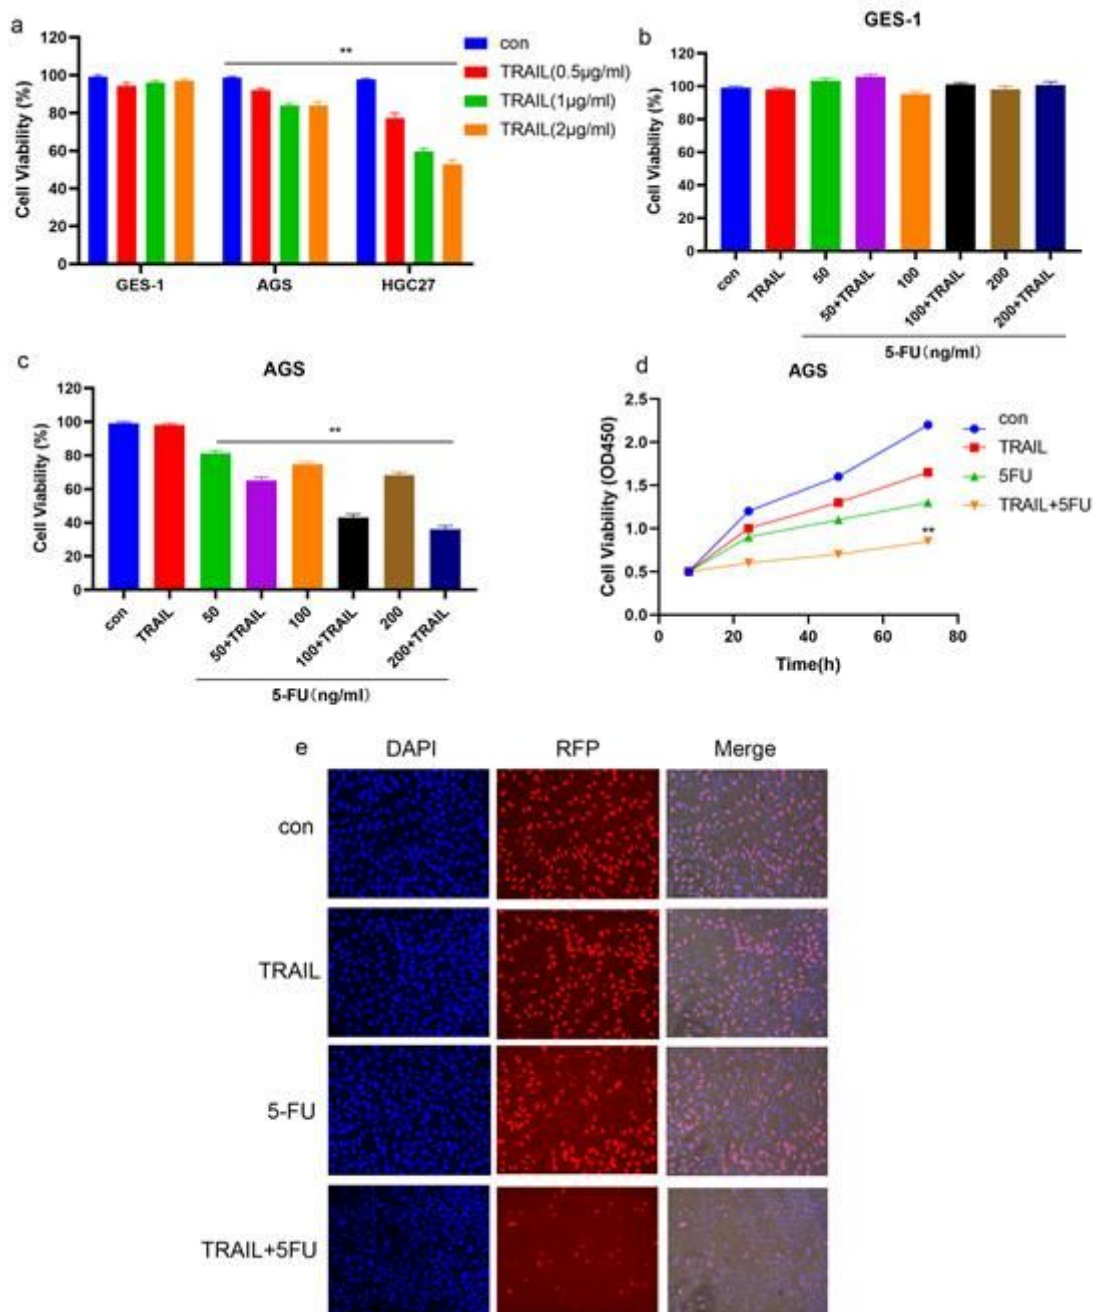 a
**
con
TRAIL(0.5μg/ml)
TRAIL(1μg/ml)
TRAIL(2μg/ml)
Cell Viability (%)
120
100
80
60
40
20
0
GES-1 AGS HGC27
b
GES-1
Cell Viability (%)
120
100
80
60
40
20
0
con TRAIL 50 50+TRAIL 100 100+TRAIL 200 200+TRAIL
5-FU(ng/ml)
c
AGS
**
Cell Viability (%)
120
100
80
60
40
20
0
con TRAIL 50 50+TRAIL 100 100+TRAIL 200 200+TRAIL
5-FU(ng/ml)
d
AGS
con
TRAIL
5FU
TRAIL+5FU
**
Cell Viability (OD450)
2.5
2.0
1.5
1.0
0.5
0.0
0 20 40 60 80
Time(h)
e
DAPI RFP Merge
con
TRAIL
5-FU
TRAIL+5FU